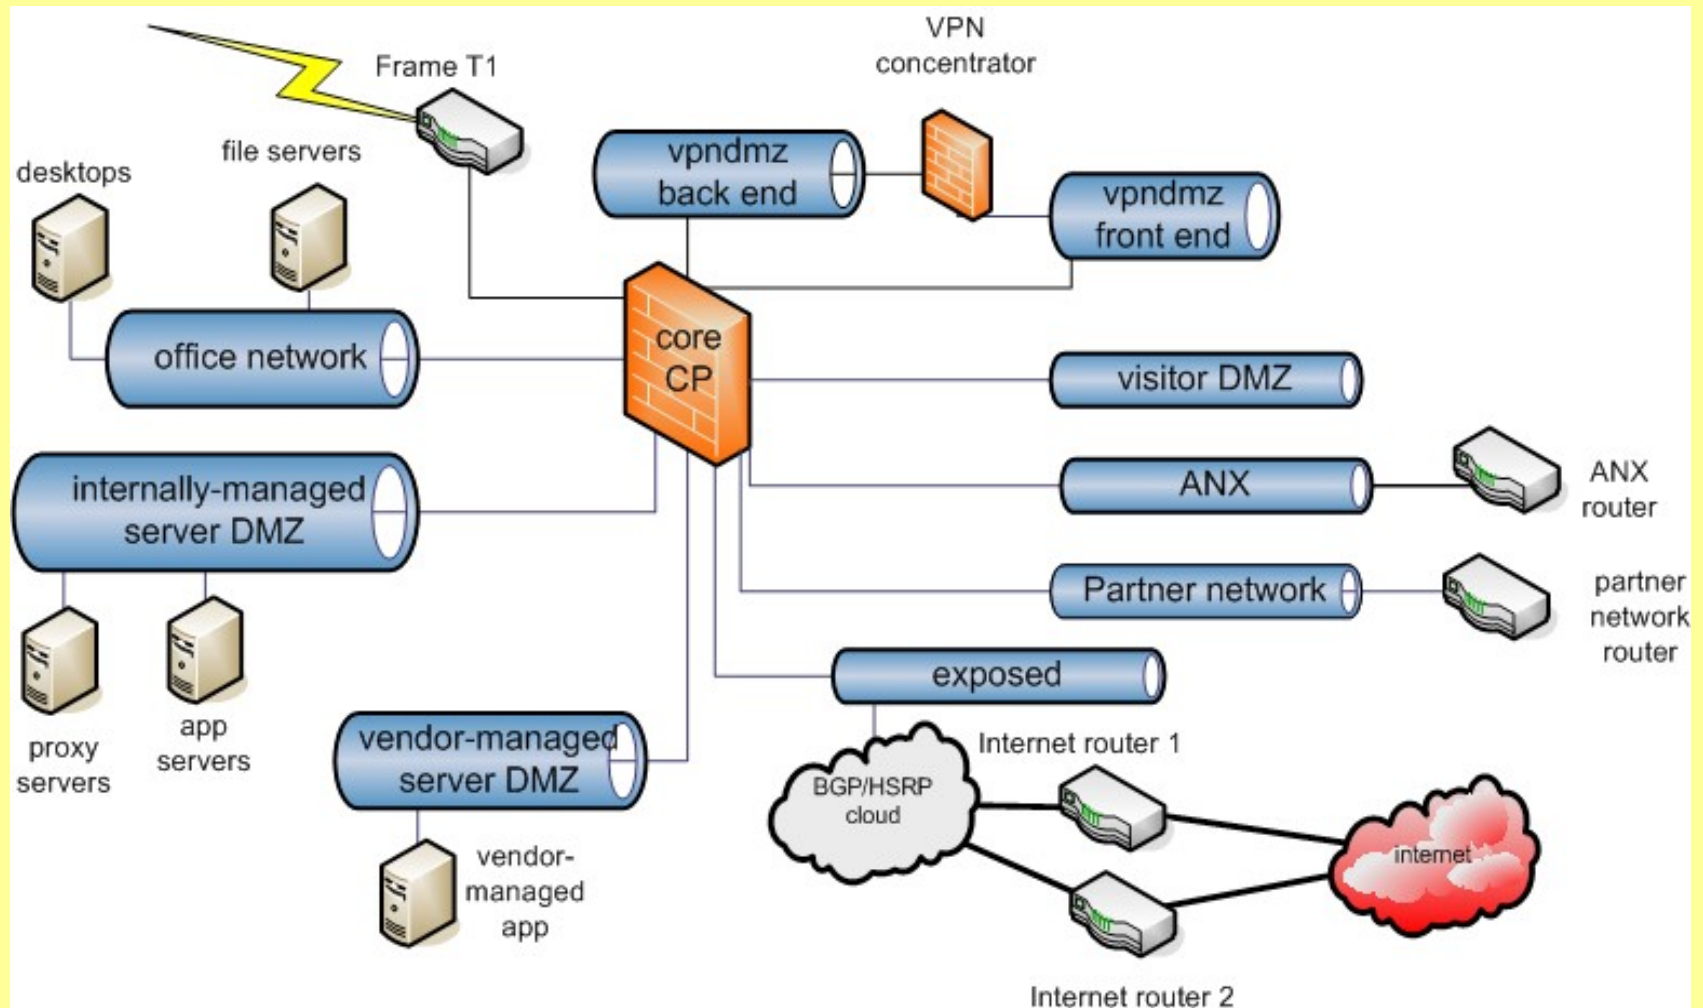 VPN
concentrator
Frame T1
file servers
desktops
vpndmz
back end
vpndmz
front end
core
CP
office network
visitor DMZ
internally-managed
server DMZ
ANX
ANX
router
Partner network
partner
network
router
exposed
proxy
servers
app
servers
vendor-managed
server DMZ
vendor-
managed
app
BGP/HSRP
cloud
Internet router 1
internet
Internet router 2